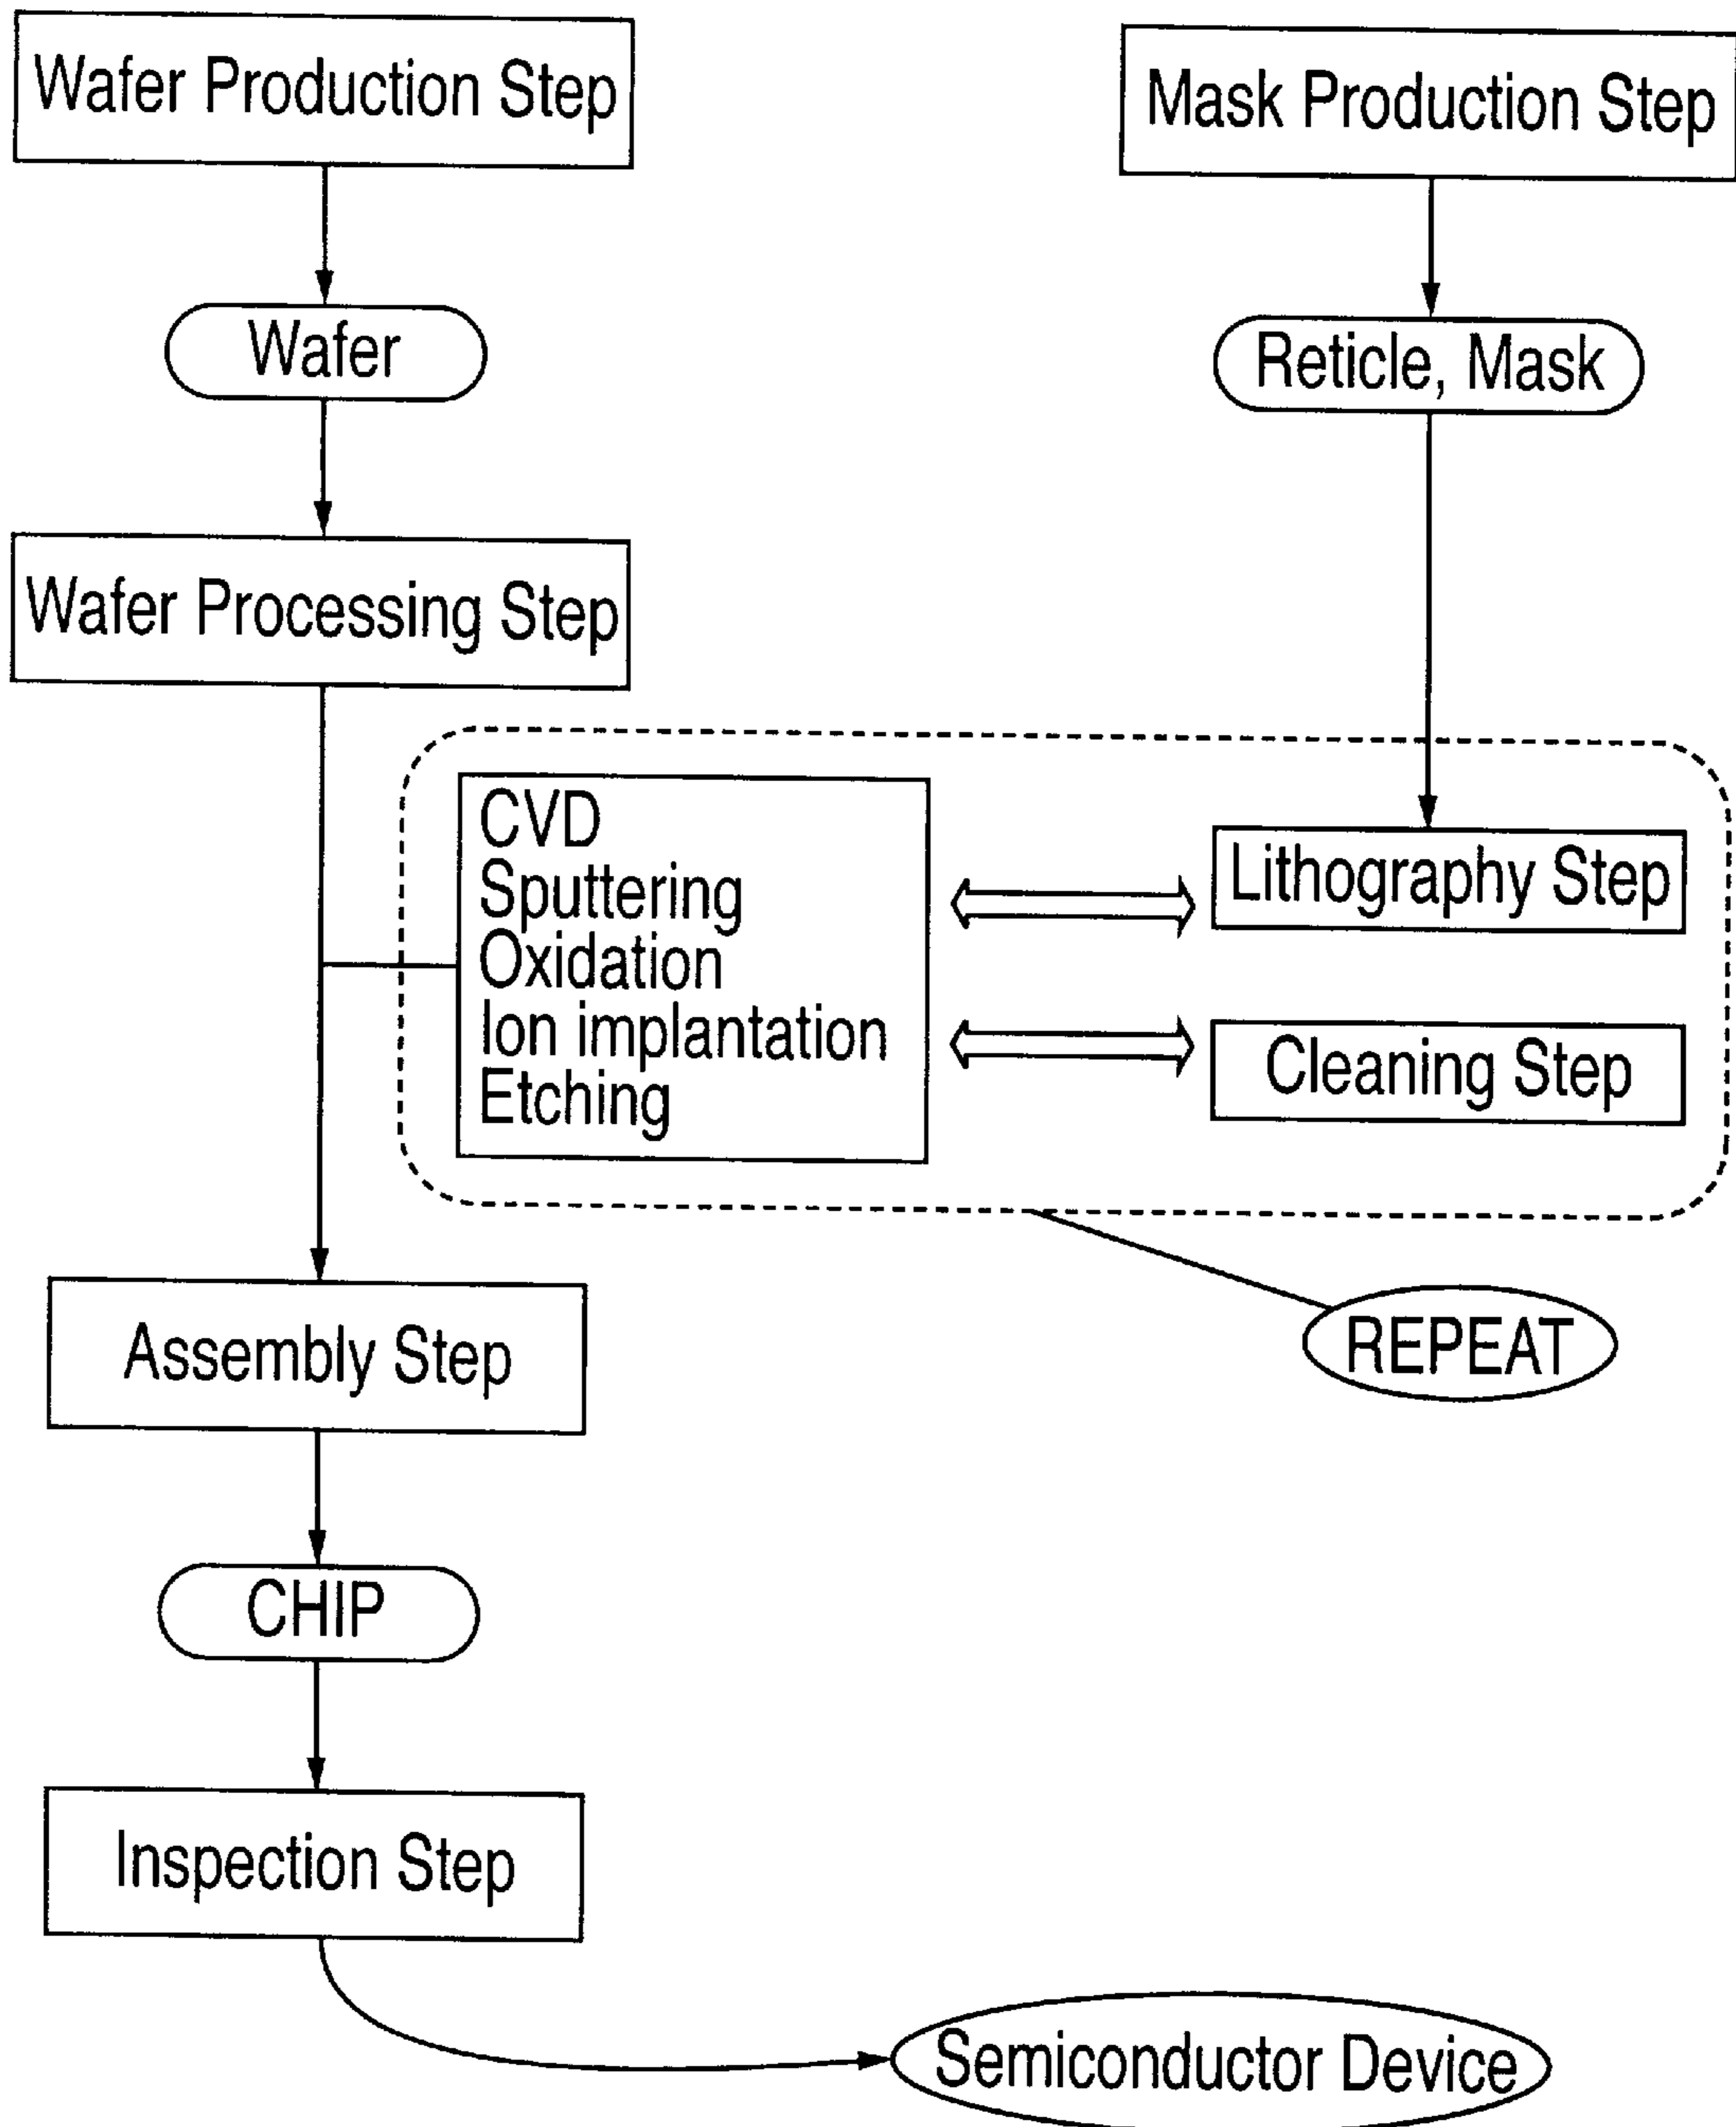 Wafer Production Step
Mask Production Step
Wafer
Reticle, Mask
Wafer Processing Step
CVD
Sputtering
Oxidation
Ion implantation
Etching
Lithography Step
Cleaning Step
REPEAT
Assembly Step
CHIP
Inspection Step
Semiconductor Device